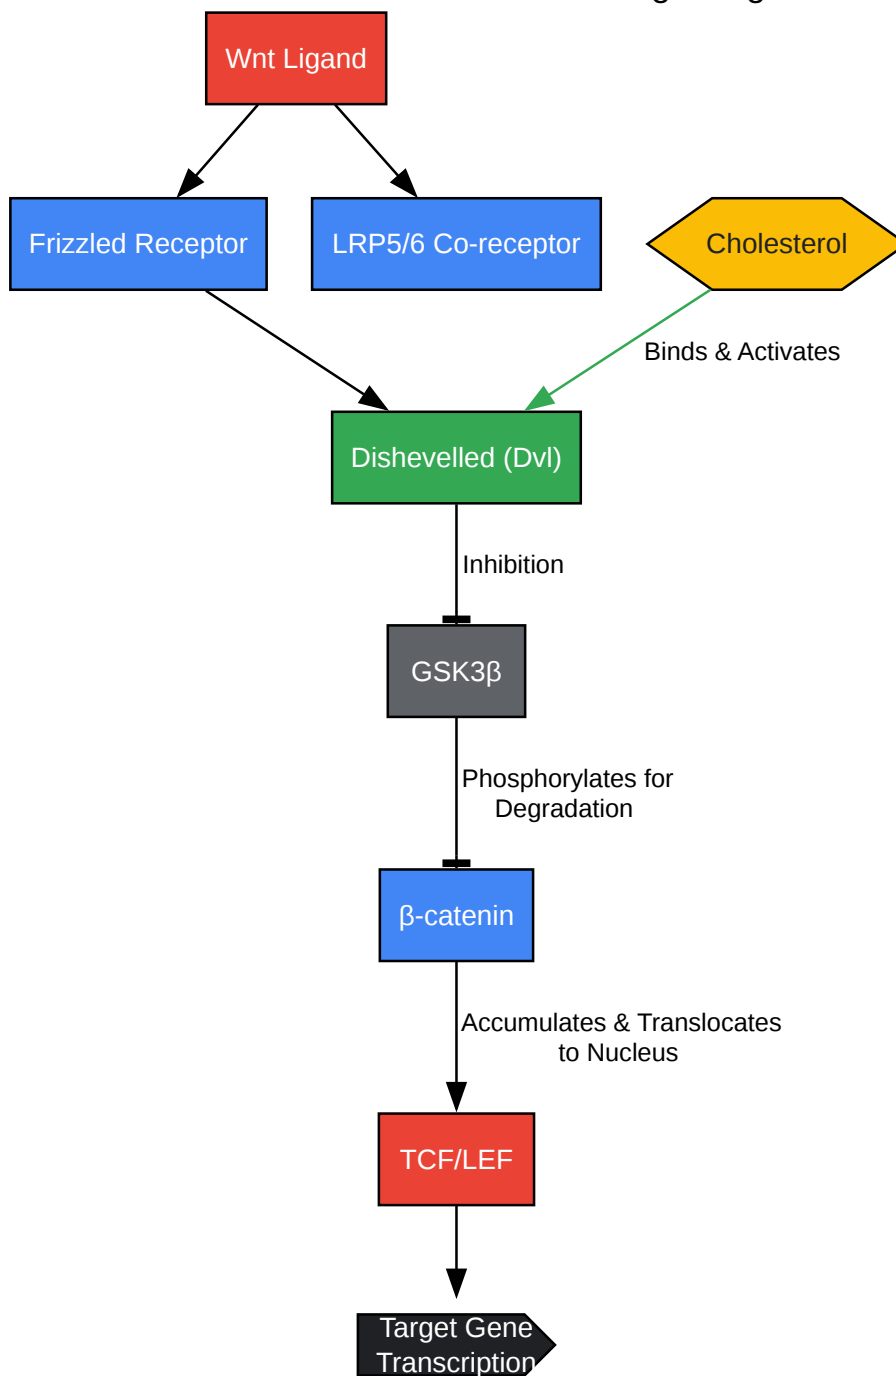 Wnt Ligand
Frizzled Receptor
LRP5/6 Co-receptor
Cholesterol
Binds & Activates
Dishevelled (Dvl)
Inhibition
GSK3β
Phosphorylates for
Degradation
β-catenin
Accumulates & Translocates
to Nucleus
TCF/LEF
Target Gene
Transcription